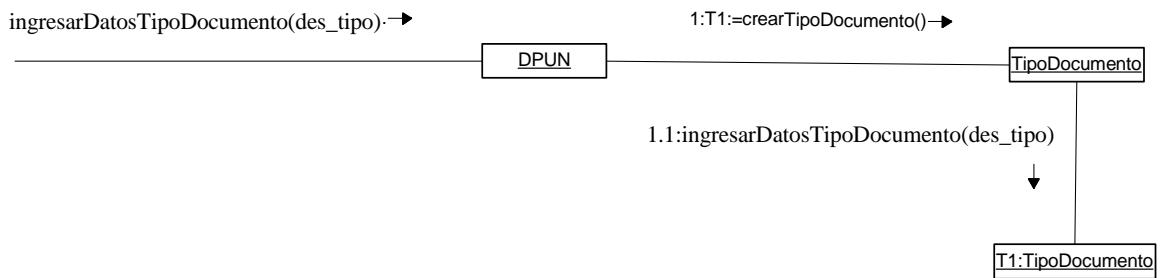 ingresarDatosTipoDocumento(des_tipo)
1:T1:=crearTipoDocumento()
DPUN
TipoDocumento
1.1:ingresarDatosTipoDocumento(des_tipo)
T1:TipoDocumento